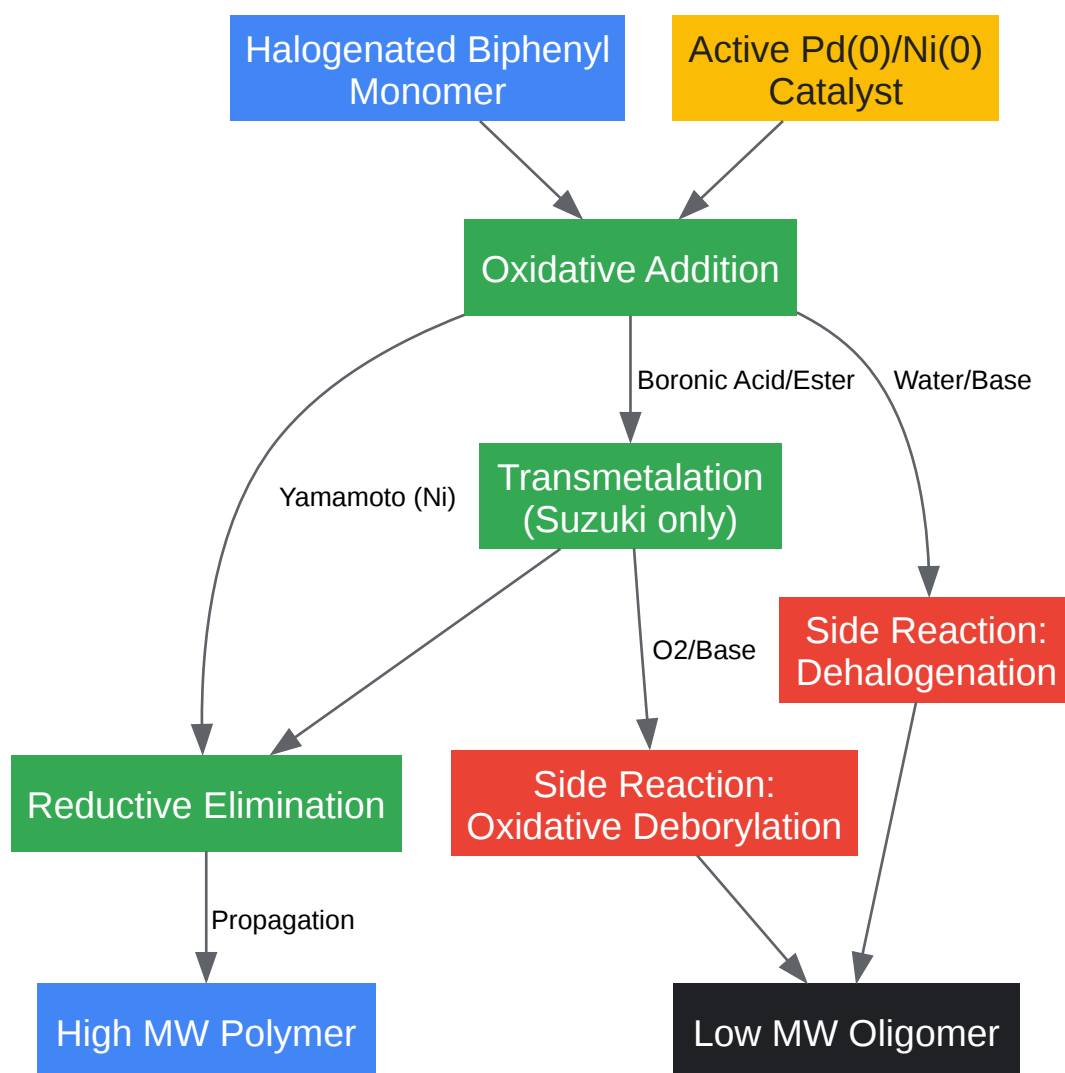 Halogenated Biphenyl
Monomer
Active Pd(0)/Ni(0)
Catalyst
Oxidative Addition
Boronic Acid/Ester
Water/Base
Transmetalation
(Suzuki only)
Yamamoto (Ni)
Side Reaction:
Dehalogenation
O2/Base
Reductive Elimination
Side Reaction:
Oxidative Deborylation
Propagation
High MW Polymer
Low MW Oligomer